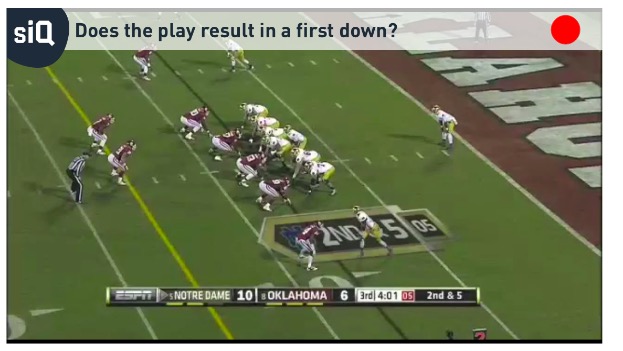 siQ
Does the play result in a first down?
2ND 5 05
ESPN 5 NOTRE DAME 10 8 OKLAHOMA 6 3rd 4:01 05 2nd & 5